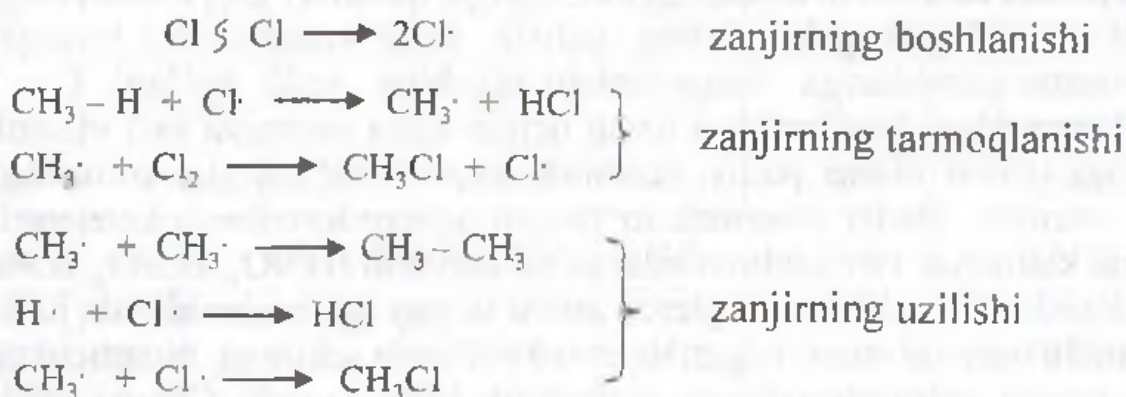 Cl ≶ Cl ⟶ 2Cl· zanjirning boshlanishi
CH₃ – H + Cl· ⟶ CH₃· + HCl
zanjirning tarmoqlanishi
CH₃· + Cl₂ ⟶ CH₃Cl + Cl·
CH₃· + CH₃· ⟶ CH₃ – CH₃
H· + Cl· ⟶ HCl zanjirning uzilishi
CH₃· + Cl· ⟶ CH₃Cl